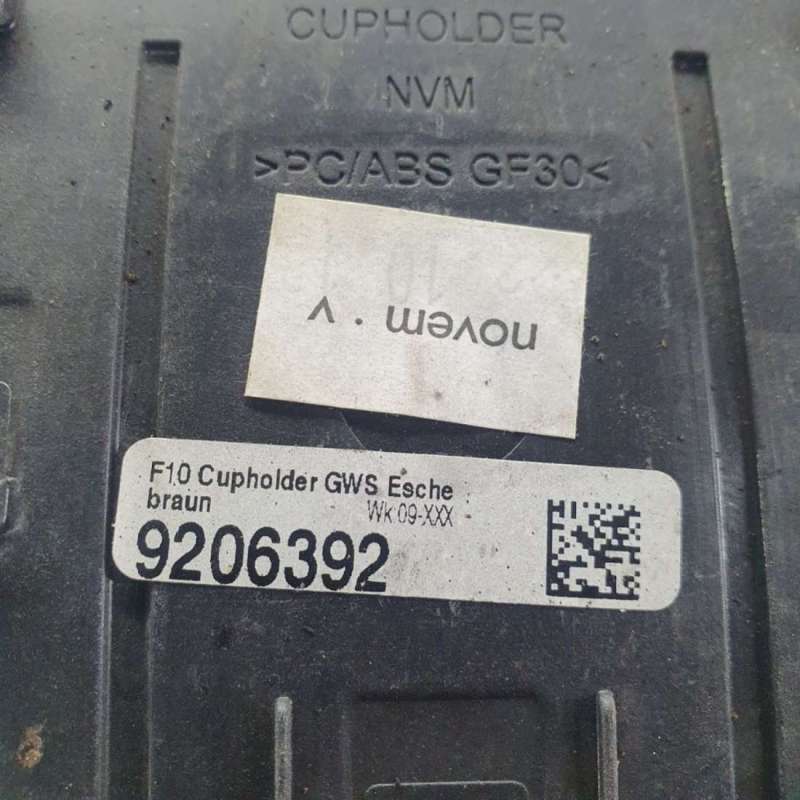 CUPHOLDER
NVM
>PC/ABS GF30<
novem . v
F10 Cupholder GWS Esche
braun
Wk 09-XXX
9206392